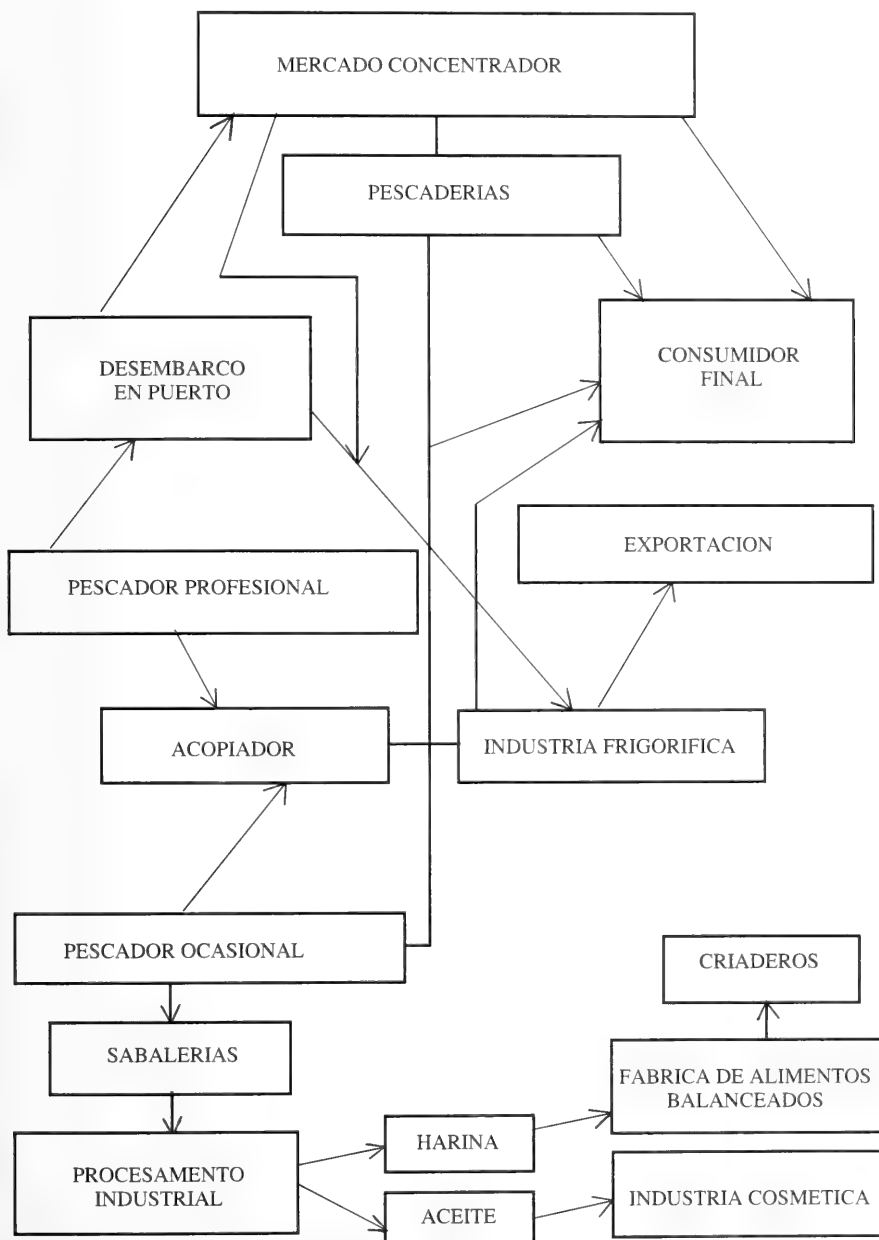 MERCADO CONCENTRADOR
PESCADERIAS
DESEMBARCO
EN PUERTO
CONSUMIDOR
FINAL
EXPORTACION
PESCADOR PROFESIONAL
ACOPIADOR
INDUSTRIA FRIGORIFICA
PESCADOR OCASIONAL
CRIADEROS
SABALERIAS
FABRICA DE ALIMENTOS
BALANCEADOS
HARINA
PROCESAMENTO
INDUSTRIAL
ACEITE
INDUSTRIA COSMETICA